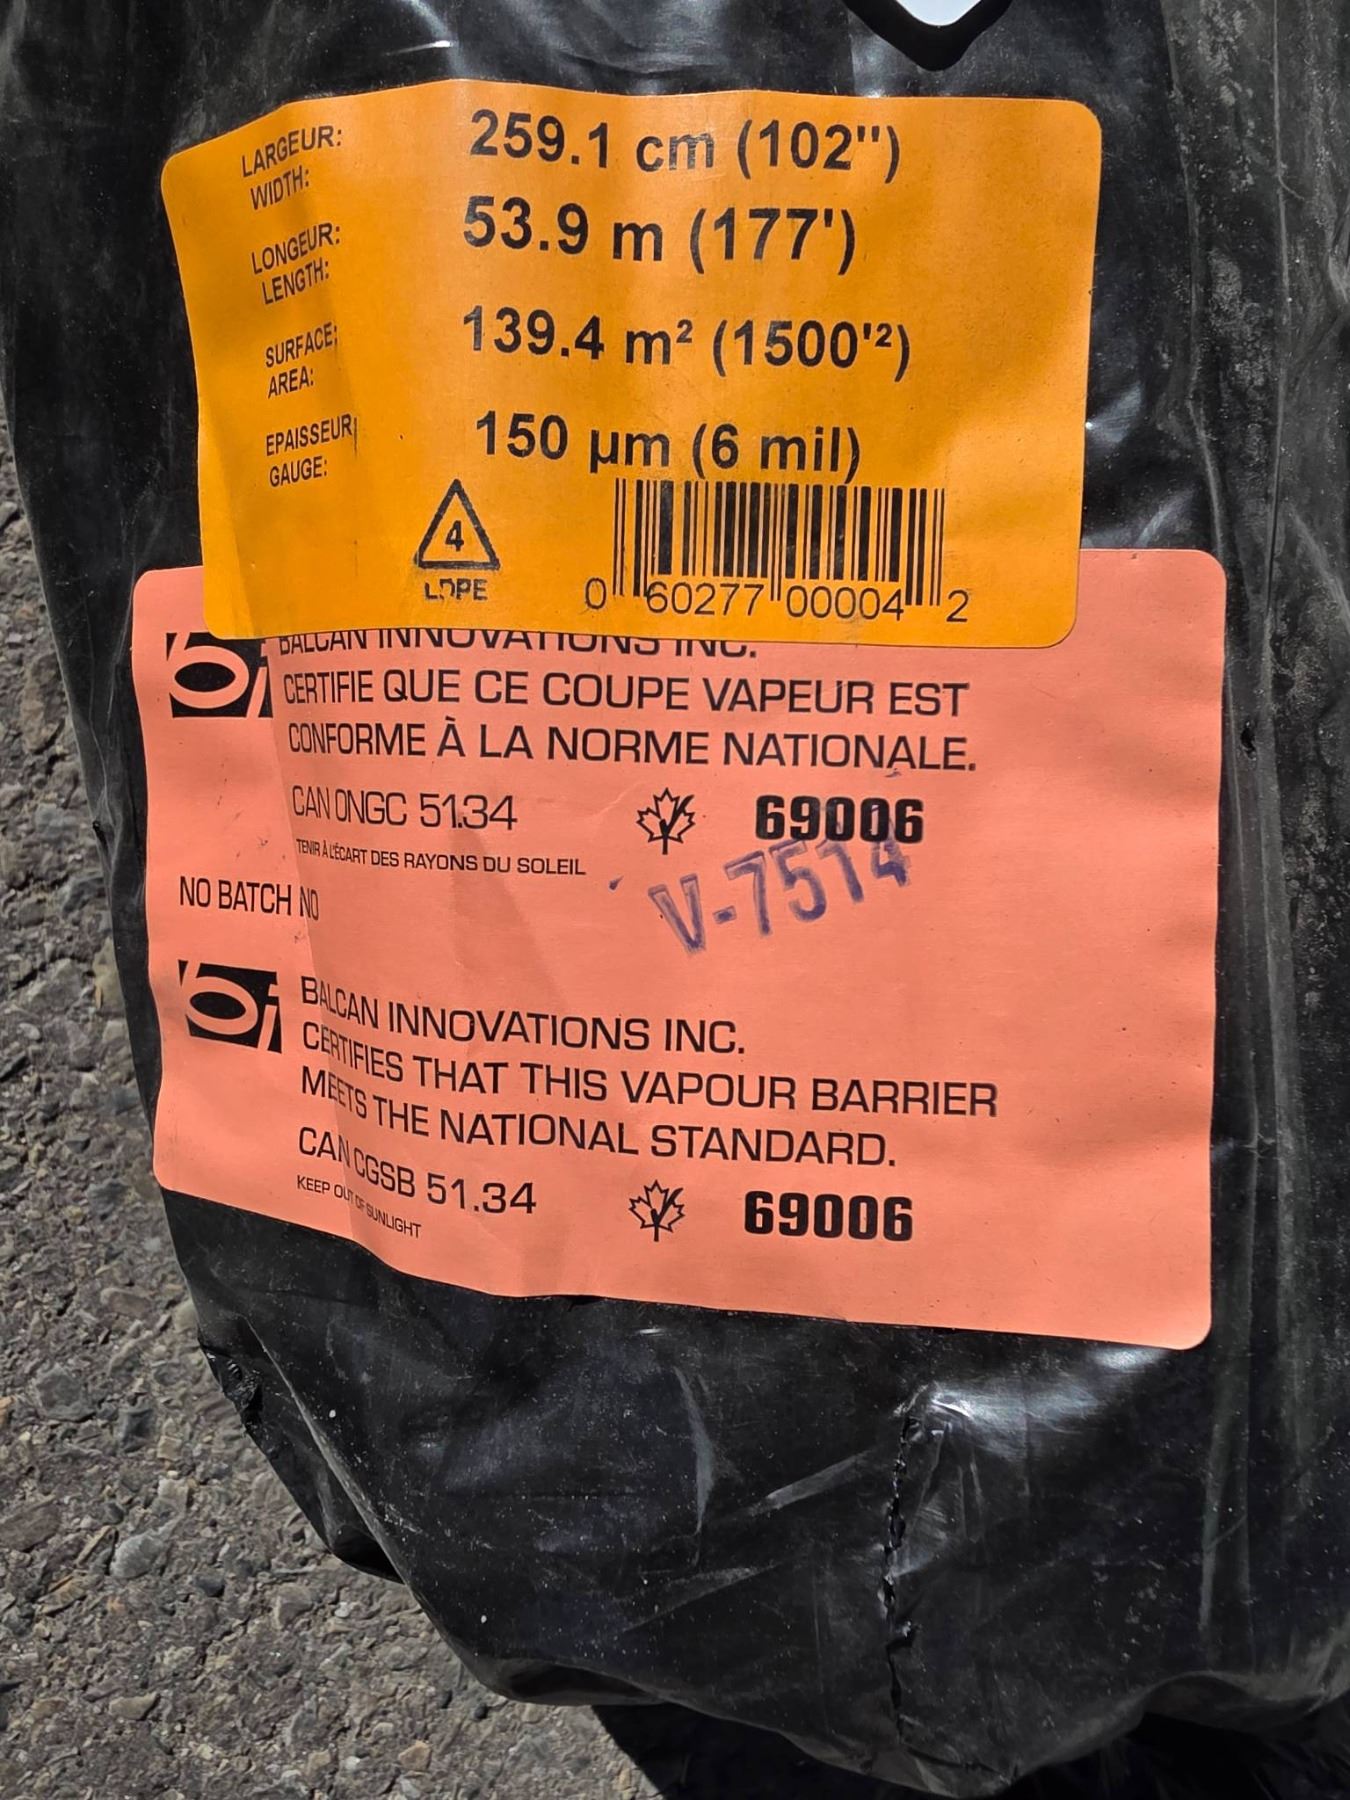 LARGEUR: 259.1 cm (102")
WIDTH:
LONGEUR: 53.9 m (177')
LENGTH:
SURFACE: 139.4 m² (1500'²)
AREA:
EPAISSEUR 150 µm (6 mil)
GAUGE:
4
LDPE
0 60277 00004 2
BALCAN INNOVATIONS INC.
CERTIFIE QUE CE COUPE VAPEUR EST
CONFORME À LA NORME NATIONALE.
CAN ONGC 51.34 69006
TENIR À L'ÉCART DES RAYONS DU SOLEIL
V-7514
NO BATCH NO
bi
BALCAN INNOVATIONS INC.
CERTIFIES THAT THIS VAPOUR BARRIER
MEETS THE NATIONAL STANDARD.
CAN CGSB 51.34 69006
KEEP OUT OF SUNLIGHT